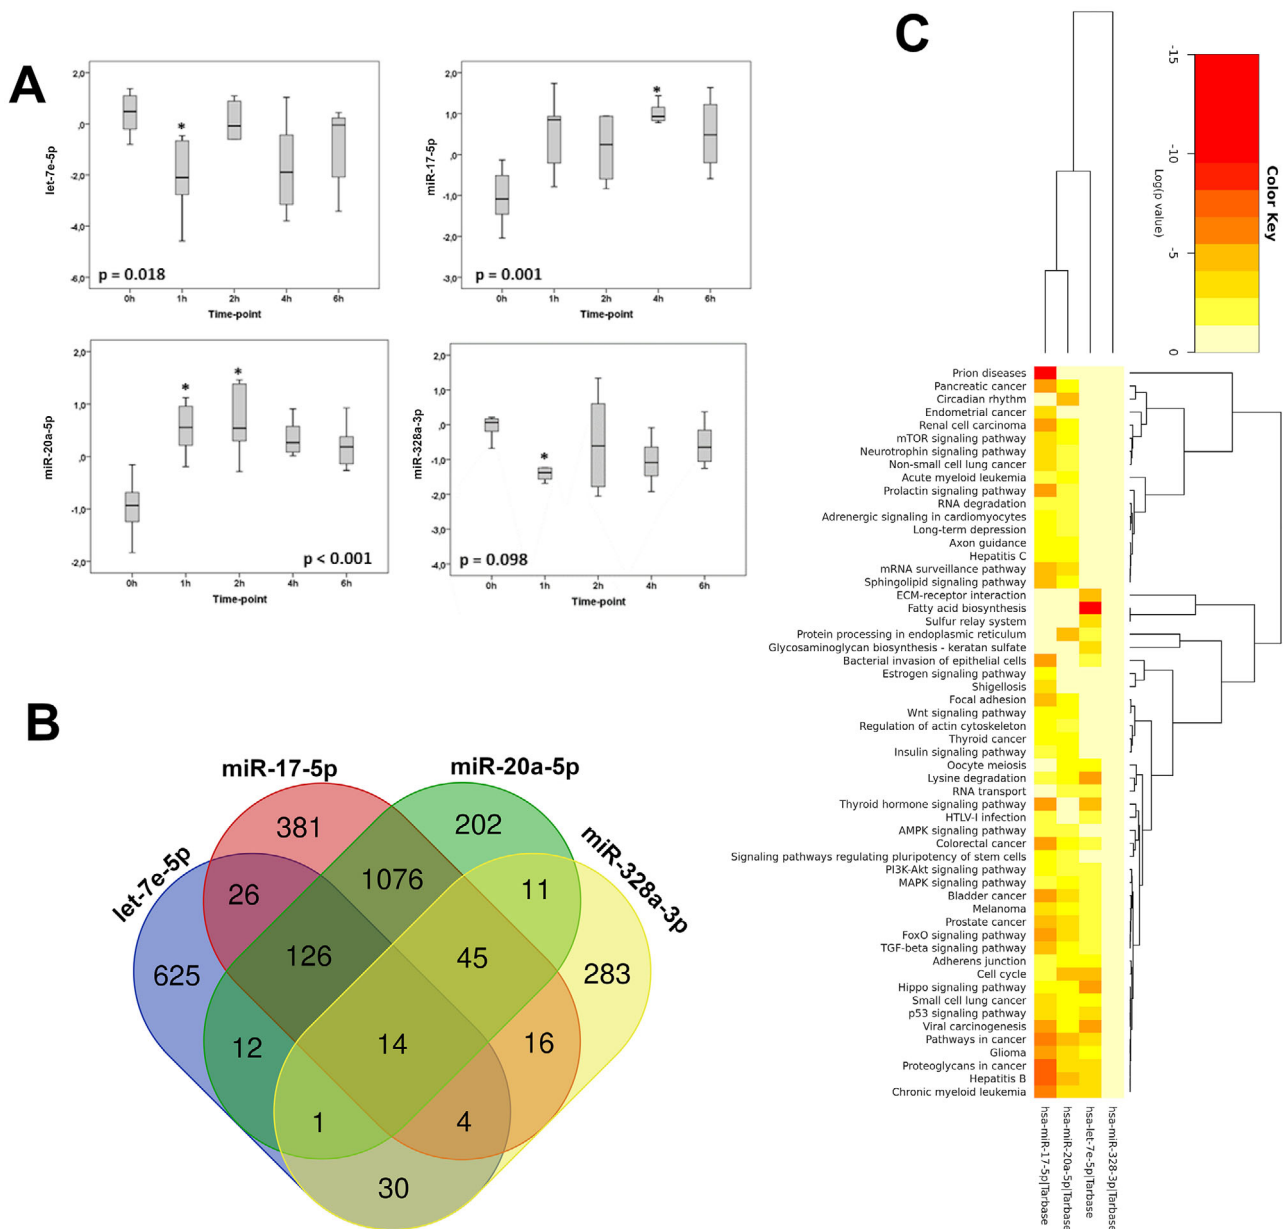 A
let-7e-5p
2,0
,0
-2,0
-4,0
-6,0
*
p = 0.018
0h 1h 2h 4h 6h
Time-point
miR-17-5p
2,0
1,0
,0
-1,0
-2,0
-3,0
*
p = 0.001
0h 1h 2h 4h 6h
Time-point
miR-20a-5p
2,0
1,0
,0
-1,0
-2,0
* *
p < 0.001
0h 1h 2h 4h 6h
Time-point
miR-328a-3p
2,0
,0
-1,0
-2,0
-3,0
-4,0
*
p = 0.098
0h 1h 2h 4h 6h
Time-point
B
miR-17-5p
miR-20a-5p
let-7e-5p
miR-328a-3p
381
202
26
1076
11
625
126
45
283
12
14
16
1
4
30
C
-15
-10
-5
0
Log(p value)
Color Key
Prion diseases
Pancreatic cancer
Circadian rhythm
Endometrial cancer
Renal cell carcinoma
mTOR signaling pathway
Neurotrophin signaling pathway
Non-small cell lung cancer
Acute myeloid leukemia
Prolactin signaling pathway
RNA degradation
Adrenergic signaling in cardiomyocytes
Long-term depression
Axon guidance
Hepatitis C
mRNA surveillance pathway
Sphingolipid signaling pathway
ECM-receptor interaction
Fatty acid biosynthesis
Sulfur relay system
Protein processing in endoplasmic reticulum
Glycosaminoglycan biosynthesis - keratan sulfate
Bacterial invasion of epithelial cells
Estrogen signaling pathway
Shigellosis
Focal adhesion
Wnt signaling pathway
Regulation of actin cytoskeleton
Thyroid cancer
Insulin signaling pathway
Oocyte meiosis
Lysine degradation
RNA transport
Thyroid hormone signaling pathway
HTLV-I infection
AMPK signaling pathway
Colorectal cancer
Signaling pathways regulating pluripotency of stem cells
PI3K-Akt signaling pathway
MAPK signaling pathway
Bladder cancer
Melanoma
Prostate cancer
FoxO signaling pathway
TGF-beta signaling pathway
Adherens junction
Cell cycle
Hippo signaling pathway
Small cell lung cancer
p53 signaling pathway
Viral carcinogenesis
Pathways in cancer
Glioma
Proteoglycans in cancer
Hepatitis B
Chronic myeloid leukemia
hsa-miR-17-5p|Tarbase
hsa-miR-20a-5p|Tarbase
hsa-let-7e-5p|Tarbase
hsa-miR-328-3p|Tarbase